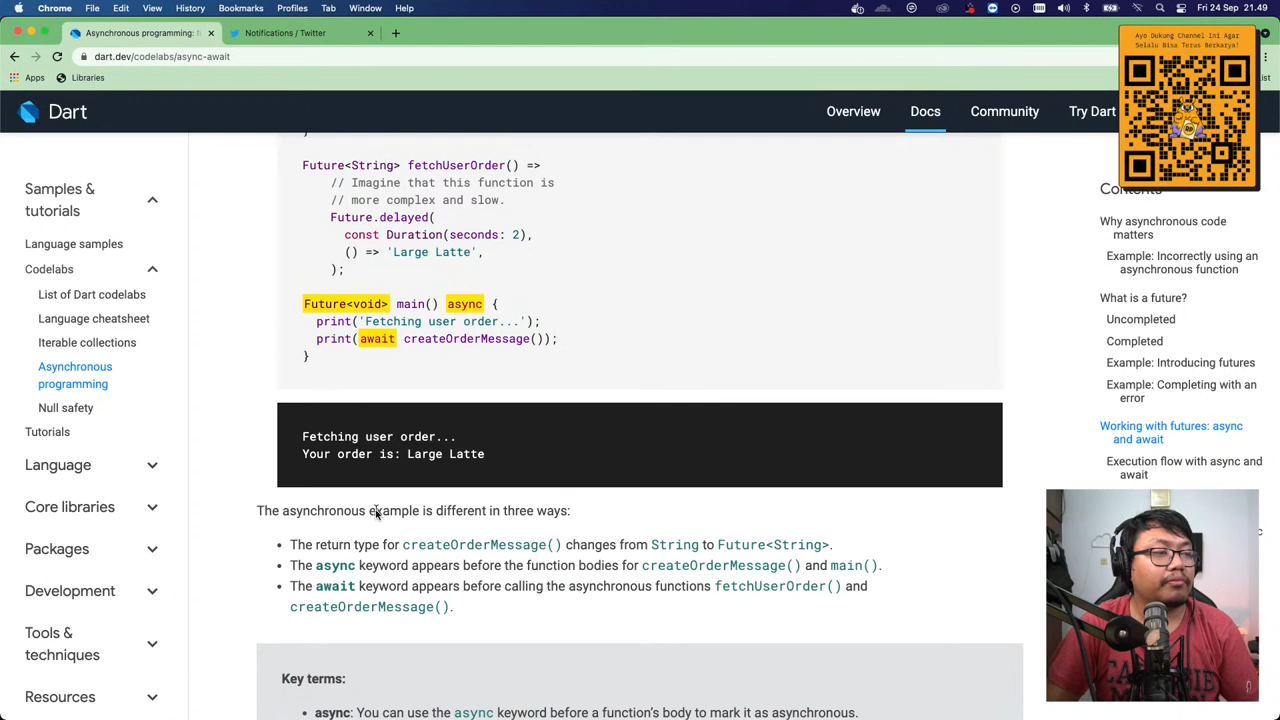 Chrome File Edit View History Bookmarks Profiles Tab Window Help Fri 24 Sep 21.49
Asynchronous programming: f
Notifications / Twitter
dart.dev/codelabs/async-await
Apps
Libraries
Ayo Dukung Channel Ini Agar
Selalu Bisa Terus Berkarya!
Dart
Overview
Docs
Community
Try Dart
Samples &
tutorials
Language samples
Codelabs
List of Dart codelabs
Language cheatsheet
Iterable collections
Asynchronous
programming
Null safety
Tutorials
Language
Core libraries
Packages
Development
Tools &
techniques
Resources
}
Future<String> fetchUserOrder() =>
// Imagine that this function is
// more complex and slow.
Future.delayed(
const Duration(seconds: 2),
() => 'Large Latte',
);
Future<void> main() async {
print('Fetching user order...');
print(await createOrderMessage());
}
Fetching user order...
Your order is: Large Latte
The asynchronous example is different in three ways:
• The return type for createOrderMessage() changes from String to Future<String>.
• The async keyword appears before the function bodies for createOrderMessage() and main().
• The await keyword appears before calling the asynchronous functions fetchUserOrder() and
createOrderMessage().
Key terms:
• async: You can use the async keyword before a function's body to mark it as asynchronous.
Contents
Why asynchronous code
matters
Example: Incorrectly using an
asynchronous function
What is a future?
Uncompleted
Completed
Example: Introducing futures
Example: Completing with an
error
Working with futures: async
and await
Execution flow with async and
await